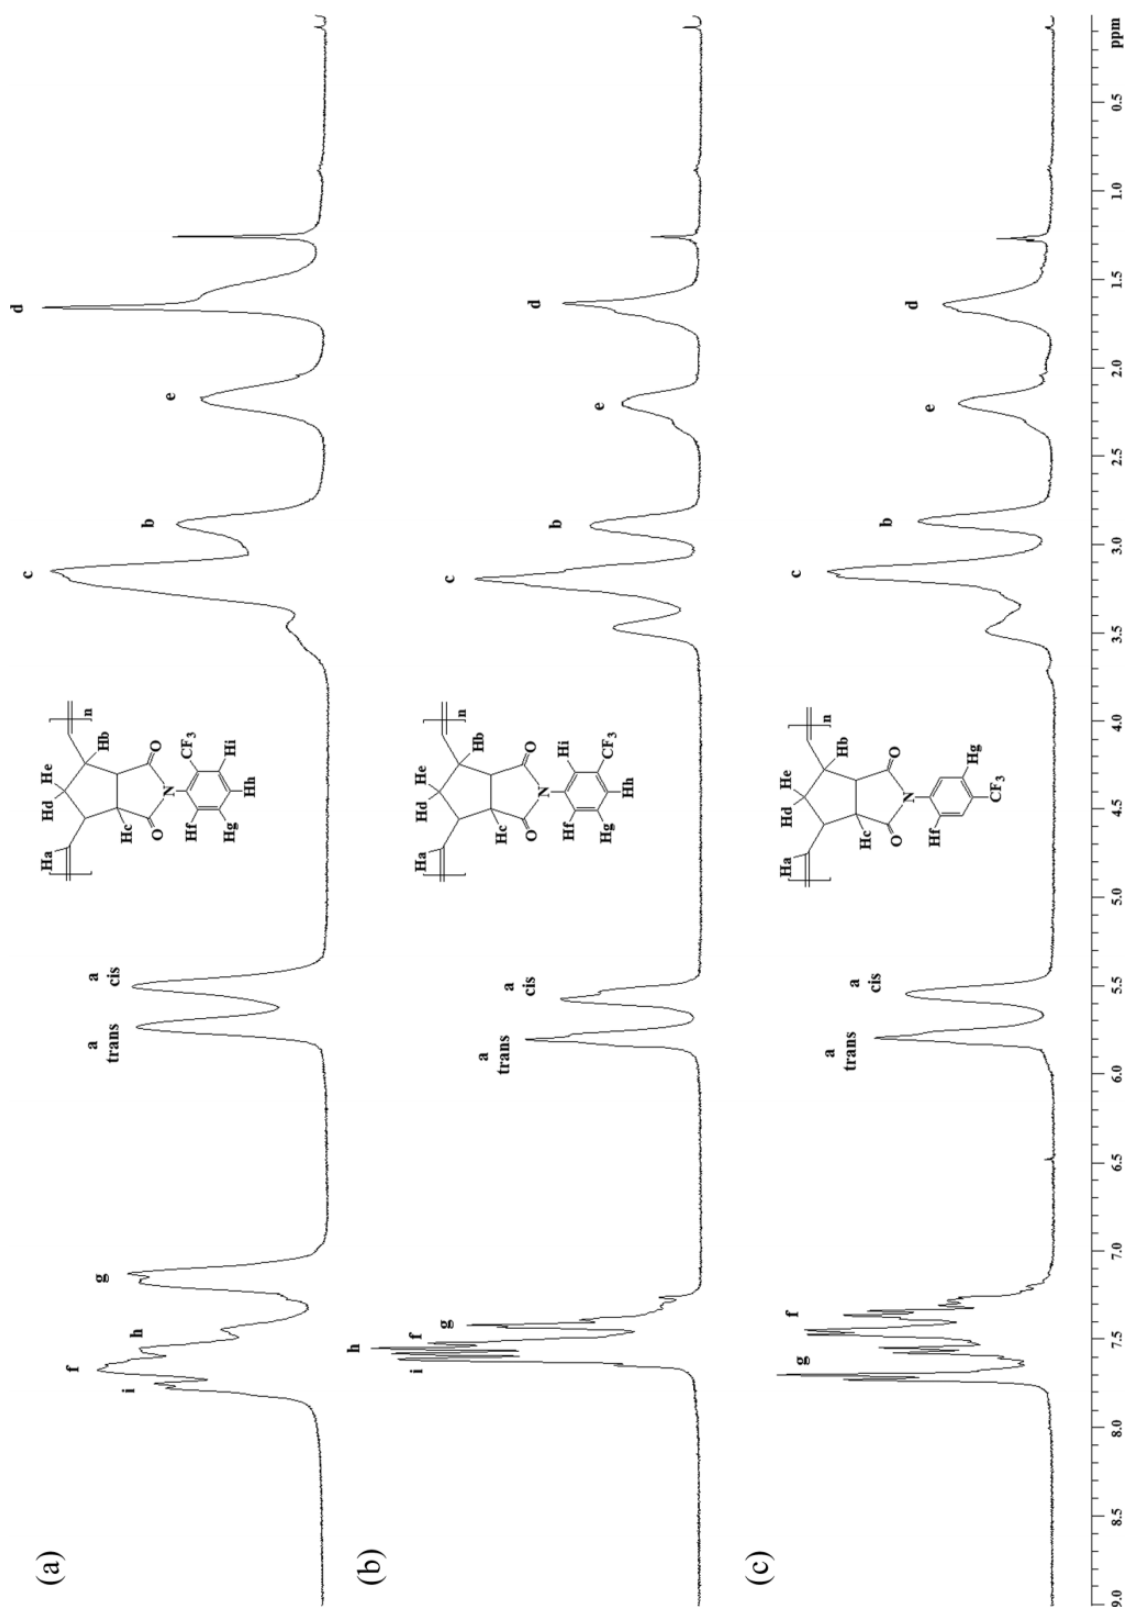 (a)
i
f
h
g
a
trans
a
cis
c
b
e
d
Ha
Hd
He
Hb
n
Hc
O
O
N
CF3
Hf
Hi
Hg
Hh
(b)
i
h
f
g
a
trans
a
cis
c
b
e
d
Ha
Hd
He
Hb
n
Hc
O
O
N
Hf
Hi
Hg
CF3
Hh
(c)
g
f
a
trans
a
cis
c
b
e
d
Ha
Hd
He
Hb
n
Hc
O
O
N
Hf
Hg
CF3
9.0 8.5 8.0 7.5 7.0 6.5 6.0 5.5 5.0 4.5 4.0 3.5 3.0 2.5 2.0 1.5 1.0 0.5 ppm